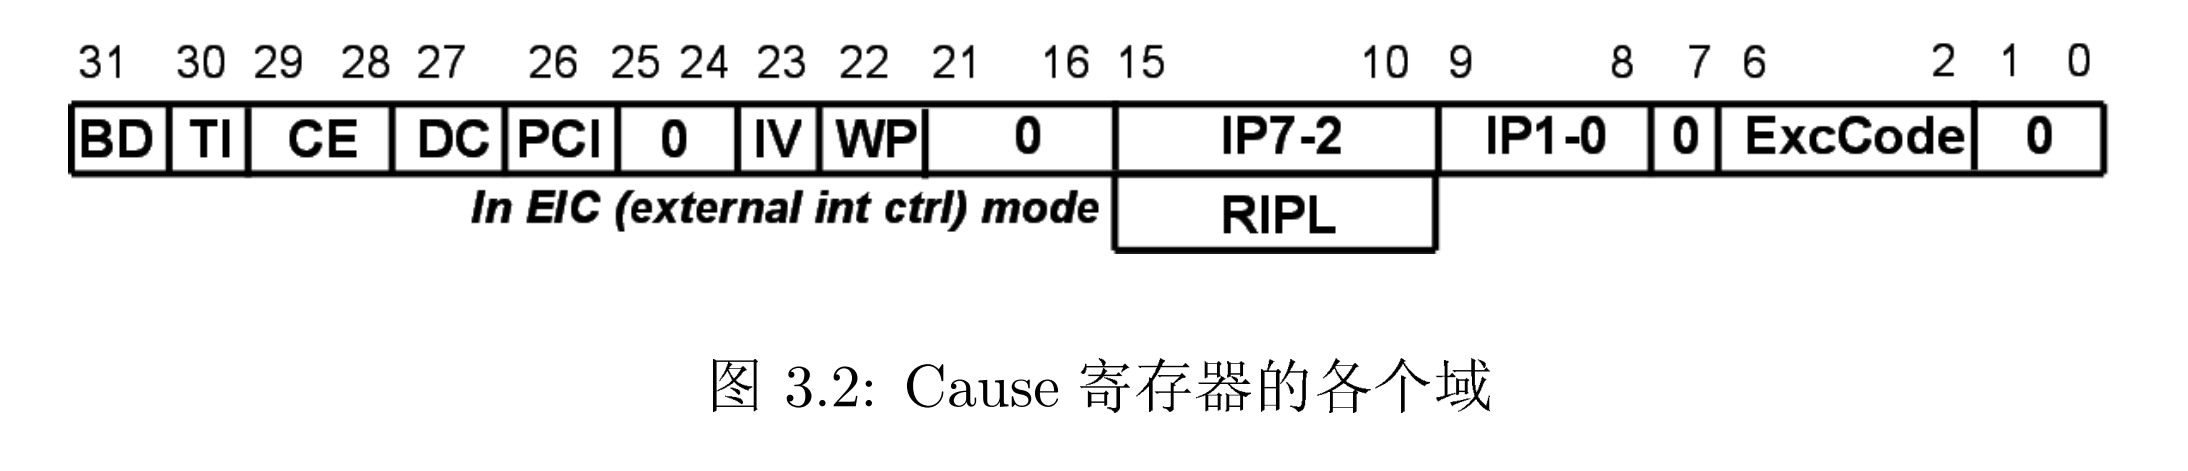 31 30 29 28 27 26 25 24 23 22 21 16 15 10 9 8 7 6 2 1 0
BD TI CE DC PCI 0 IV WP 0 IP7-2 IP1-0 0 ExcCode 0
In EIC (external int ctrl) mode RIPL
图 3.2: Cause 寄存器的各个域